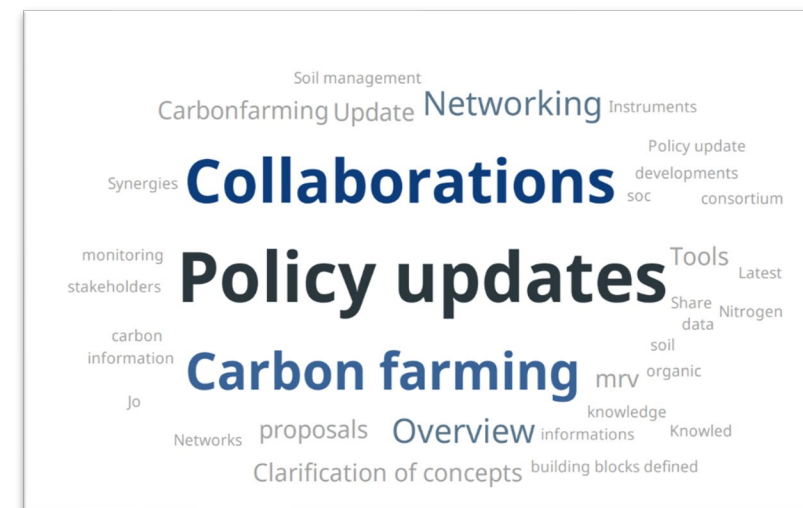 Soil management
Carbonfarming Update Networking Instruments
Policy update
Synergies Collaborations developments
soc consortium
monitoring Policy updates Tools
stakeholders Latest
Share
data Nitrogen
carbon
information Carbon farming soil
mrv organic
Jo knowledge
Networks proposals Overview informations Knowled
Clarification of concepts building blocks defined